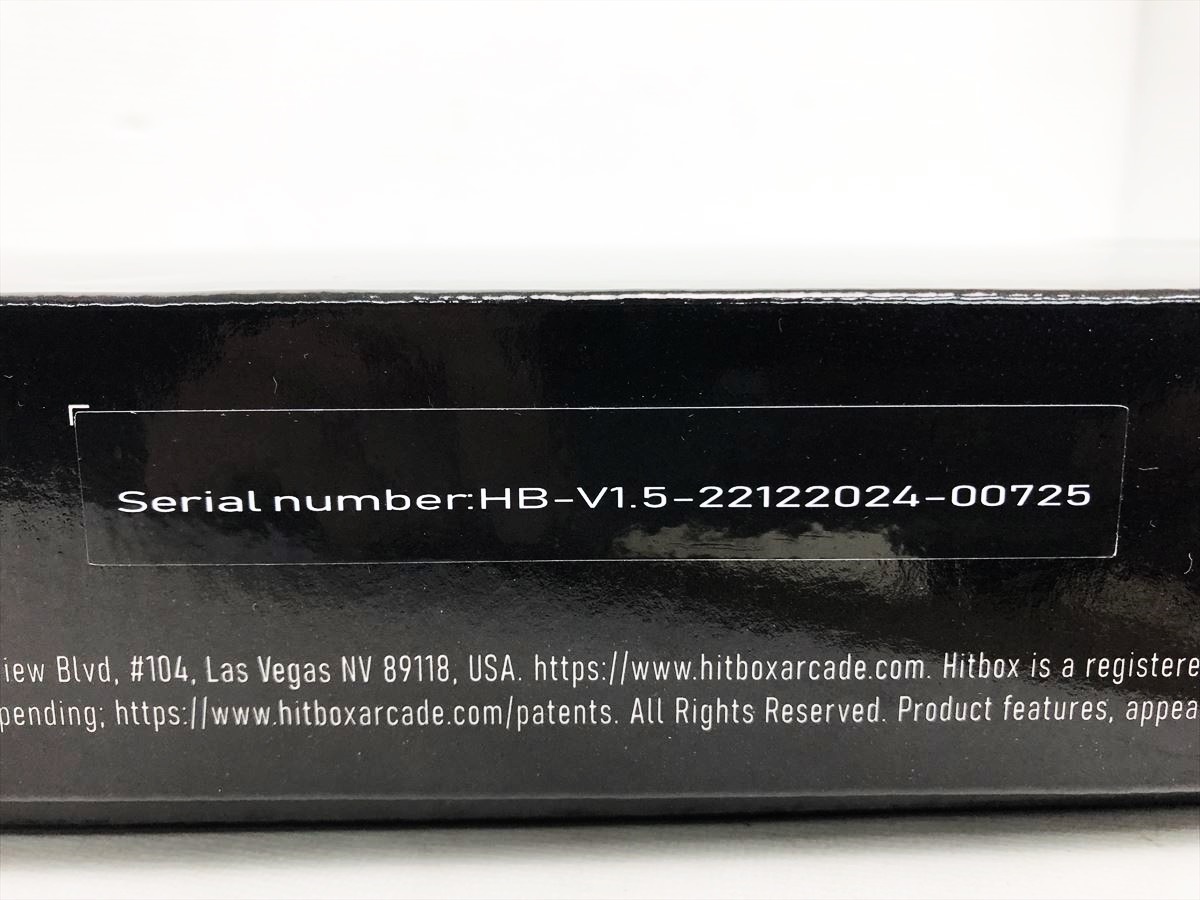 Serial number:HB-V1.5-22122024-00725
iew Blvd, #104, Las Vegas NV 89118, USA. https://www.hitboxarcade.com. Hitbox is a registere
pending; https://www.hitboxarcade.com/patents. All Rights Reserved. Product features, appea